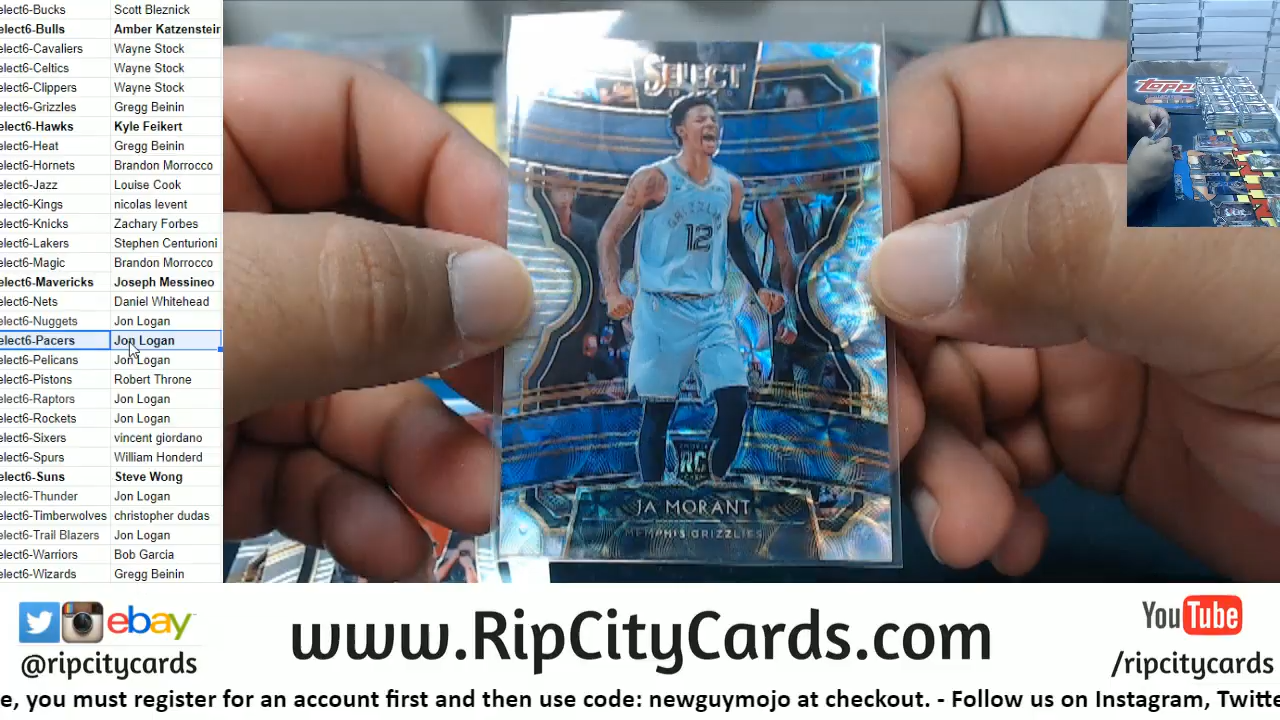 elect6-Bucks Scott Bleznick
elect6-Bulls Amber Katzenstein
elect6-Cavaliers Wayne Stock
elect6-Celtics Wayne Stock
elect6-Clippers Wayne Stock
elect6-Grizzles Gregg Beinin
elect6-Hawks Kyle Feikert
elect6-Heat Gregg Beinin
elect6-Hornets Brandon Morrocco
elect6-Jazz Louise Cook
elect6-Kings nicolas levent
elect6-Knicks Zachary Forbes
elect6-Lakers Stephen Centurioni
elect6-Magic Brandon Morrocco
elect6-Mavericks Joseph Messineo
elect6-Nets Daniel Whitehead
elect6-Nuggets Jon Logan
elect6-Pacers Jon Logan
elect6-Pelicans Jon Logan
elect6-Pistons Robert Throne
elect6-Raptors Jon Logan
elect6-Rockets Jon Logan
elect6-Sixers vincent giordano
elect6-Spurs William Honderd
elect6-Suns Steve Wong
elect6-Thunder Jon Logan
elect6-Timberwolves christopher dudas
elect6-Trail Blazers Jon Logan
elect6-Warriors Bob Garcia
elect6-Wizards Gregg Beinin
SELECT
GRIZZLIES
12
RC
JA MORANT
MEMPHIS GRIZZLIES
TOPPS
ebay
@ripcitycards
www.RipCityCards.com
YouTube
/ripcitycards
e, you must register for an account first and then use code: newguymojo at checkout. - Follow us on Instagram, Twitte